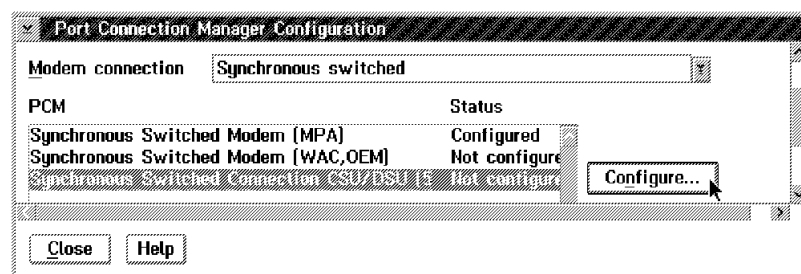 Port Connection Manager Configuration
Modem connection Synchronous switched
PCM Status
Synchronous Switched Modem (MPA) Configured
Synchronous Switched Modem (WAC,OEM) Not configure
Synchronous Switched Connection CSU/DSU (S Not configure
Configure...
Close Help